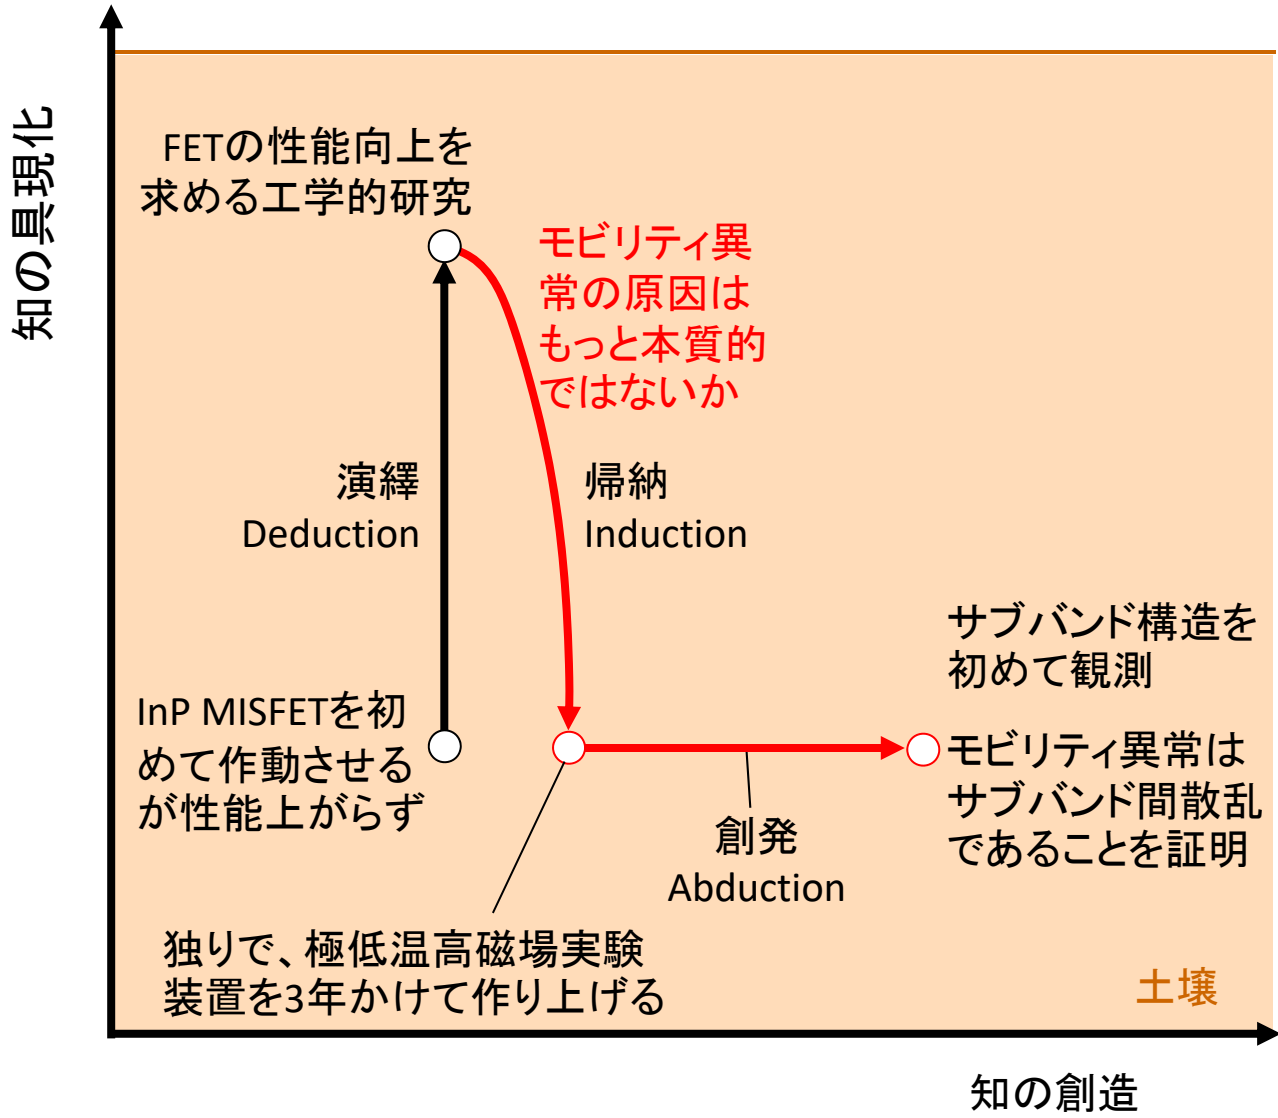 知の具現化
FETの性能向上を
求める工学的研究
モビリティ異
常の原因は
もっと本質的
ではないか
演繹
Deduction
帰納
Induction
サブバンド構造を
初めて観測
InP MISFETを初
めて作動させる
が性能上がらず
モビリティ異常は
サブバンド間散乱
であることを証明
創発
Abduction
独りで、極低温高磁場実験
装置を3年かけて作り上げる
土壌
知の創造